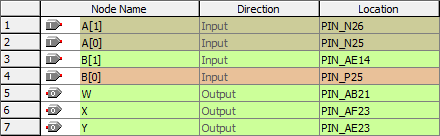 Node Name Direction Location
1 A[1] Input PIN_N26
2 A[0] Input PIN_N25
3 B[1] Input PIN_AE14
4 B[0] Input PIN_P25
5 W Output PIN_AB21
6 X Output PIN_AF23
7 Y Output PIN_AE23